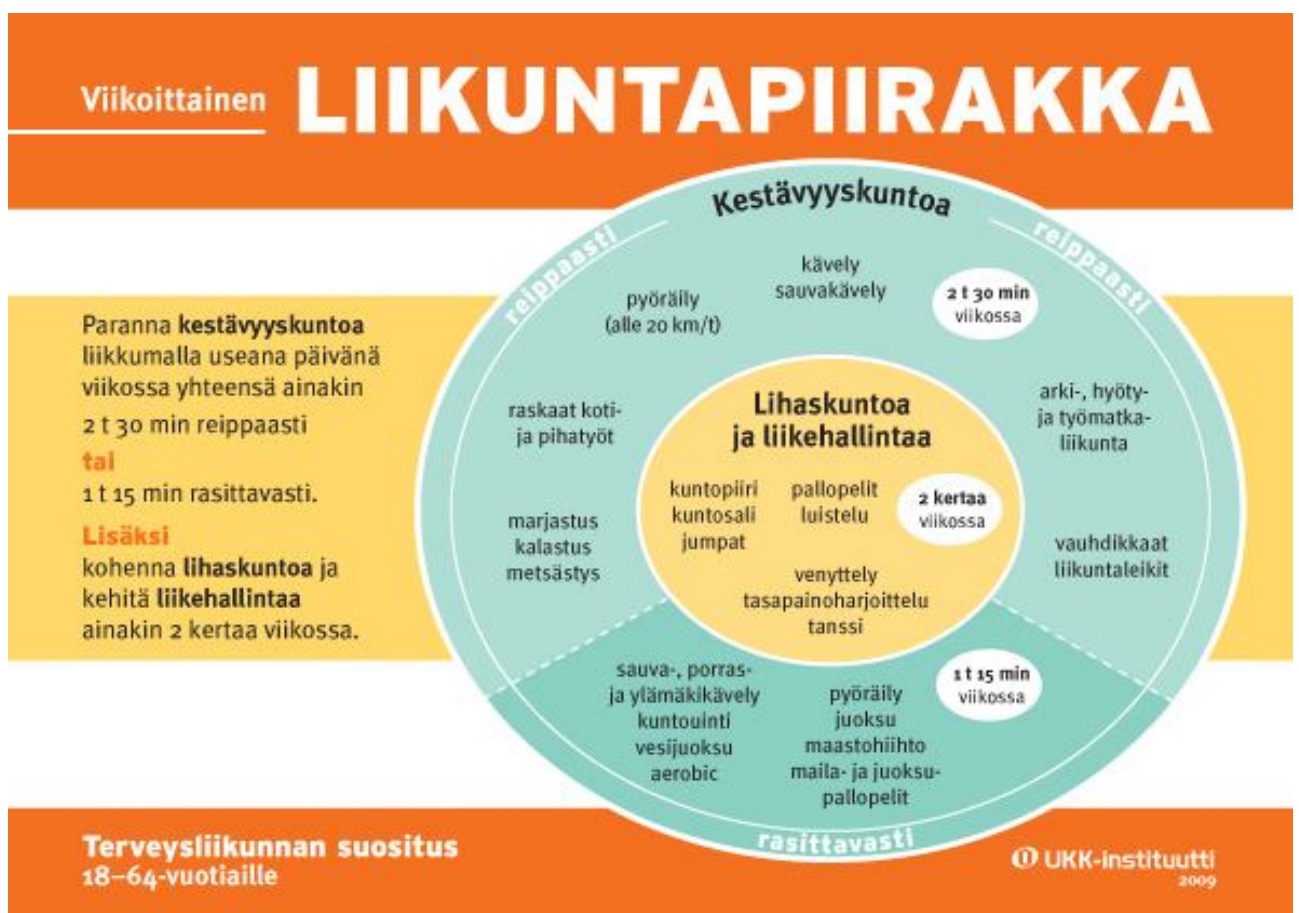 Viikoittainen LIIKUNTAPIIRAKKA
Paranna kestävyyskuntoa
liikkumalla useana päivänä
viikossa yhteensä ainakin
2 t 30 min reippaasti
tai
1 t 15 min rasittavasti.
Lisäksi
kohenna lihaskuntoa ja
kehitä liikehallintaa
ainakin 2 kertaa viikossa.
Kestävyyskuntoa
reippaasti
reippaasti
kävely
sauvakävely
2 t 30 min
viikossa
pyöräily
(alle 20 km/t)
raskaat koti-
ja pihatyöt
arki-, hyöty-
ja työmatka-
liikunta
marjastus
kalastus
metsästys
vauhdikkaat
liikuntaleikit
Lihaskuntoa
ja liikehallintaa
kuntopiiri
kuntosali
jumpat
pallopelit
luistelu
2 kertaa
viikossa
venyttely
tasapainoharjoittelu
tanssi
sauva-, porras-
ja ylämäkikävely
kuntouinti
vesijuoksu
aerobic
pyöräily
juoksu
maastohiihto
maila- ja juoksu-
pallopelit
1 t 15 min
viikossa
rasittavasti
Terveysliikunnan suositus
18–64-vuotiaille
UKK-instituutti
2009